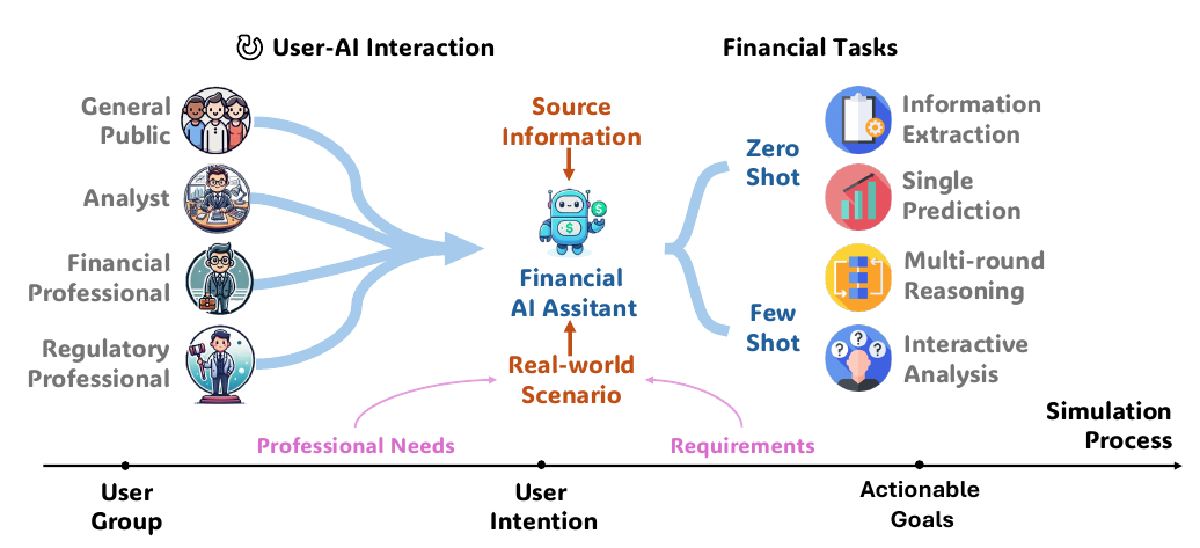 User-AI Interaction
Financial Tasks
General
Public
Analyst
Financial
Professional
Regulatory
Professional
Source
Information
$
$
Financial
AI Assitant
Real-world
Scenario
Zero
Shot
Few
Shot
Information
Extraction
Single
Prediction
Multi-round
Reasoning
? ? ?
Interactive
Analysis
Professional Needs
Requirements
Simulation
Process
User
Group
User
Intention
Actionable
Goals